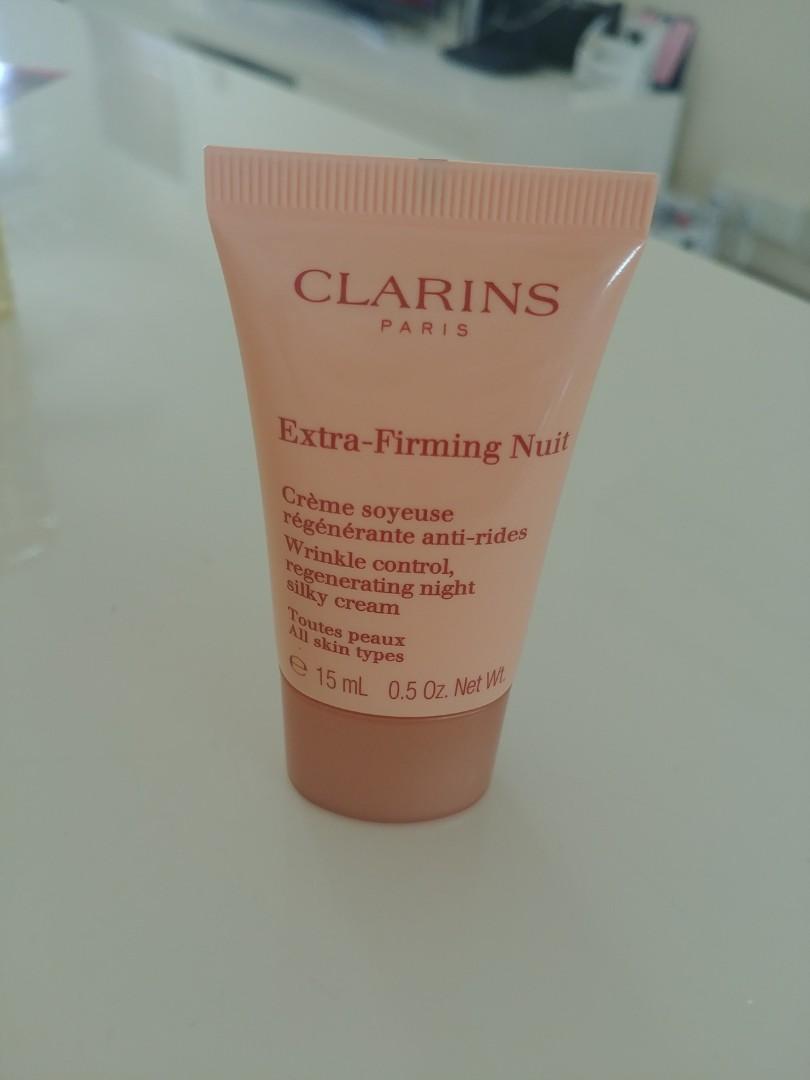 CLARINS
PARIS
Extra-Firming Nuit
Crème soyeuse
régénérante anti-rides
Wrinkle control,
regenerating night
silky cream
Toutes peaux
All skin types
℮ 15 mL 0.5 Oz. Net Wt.